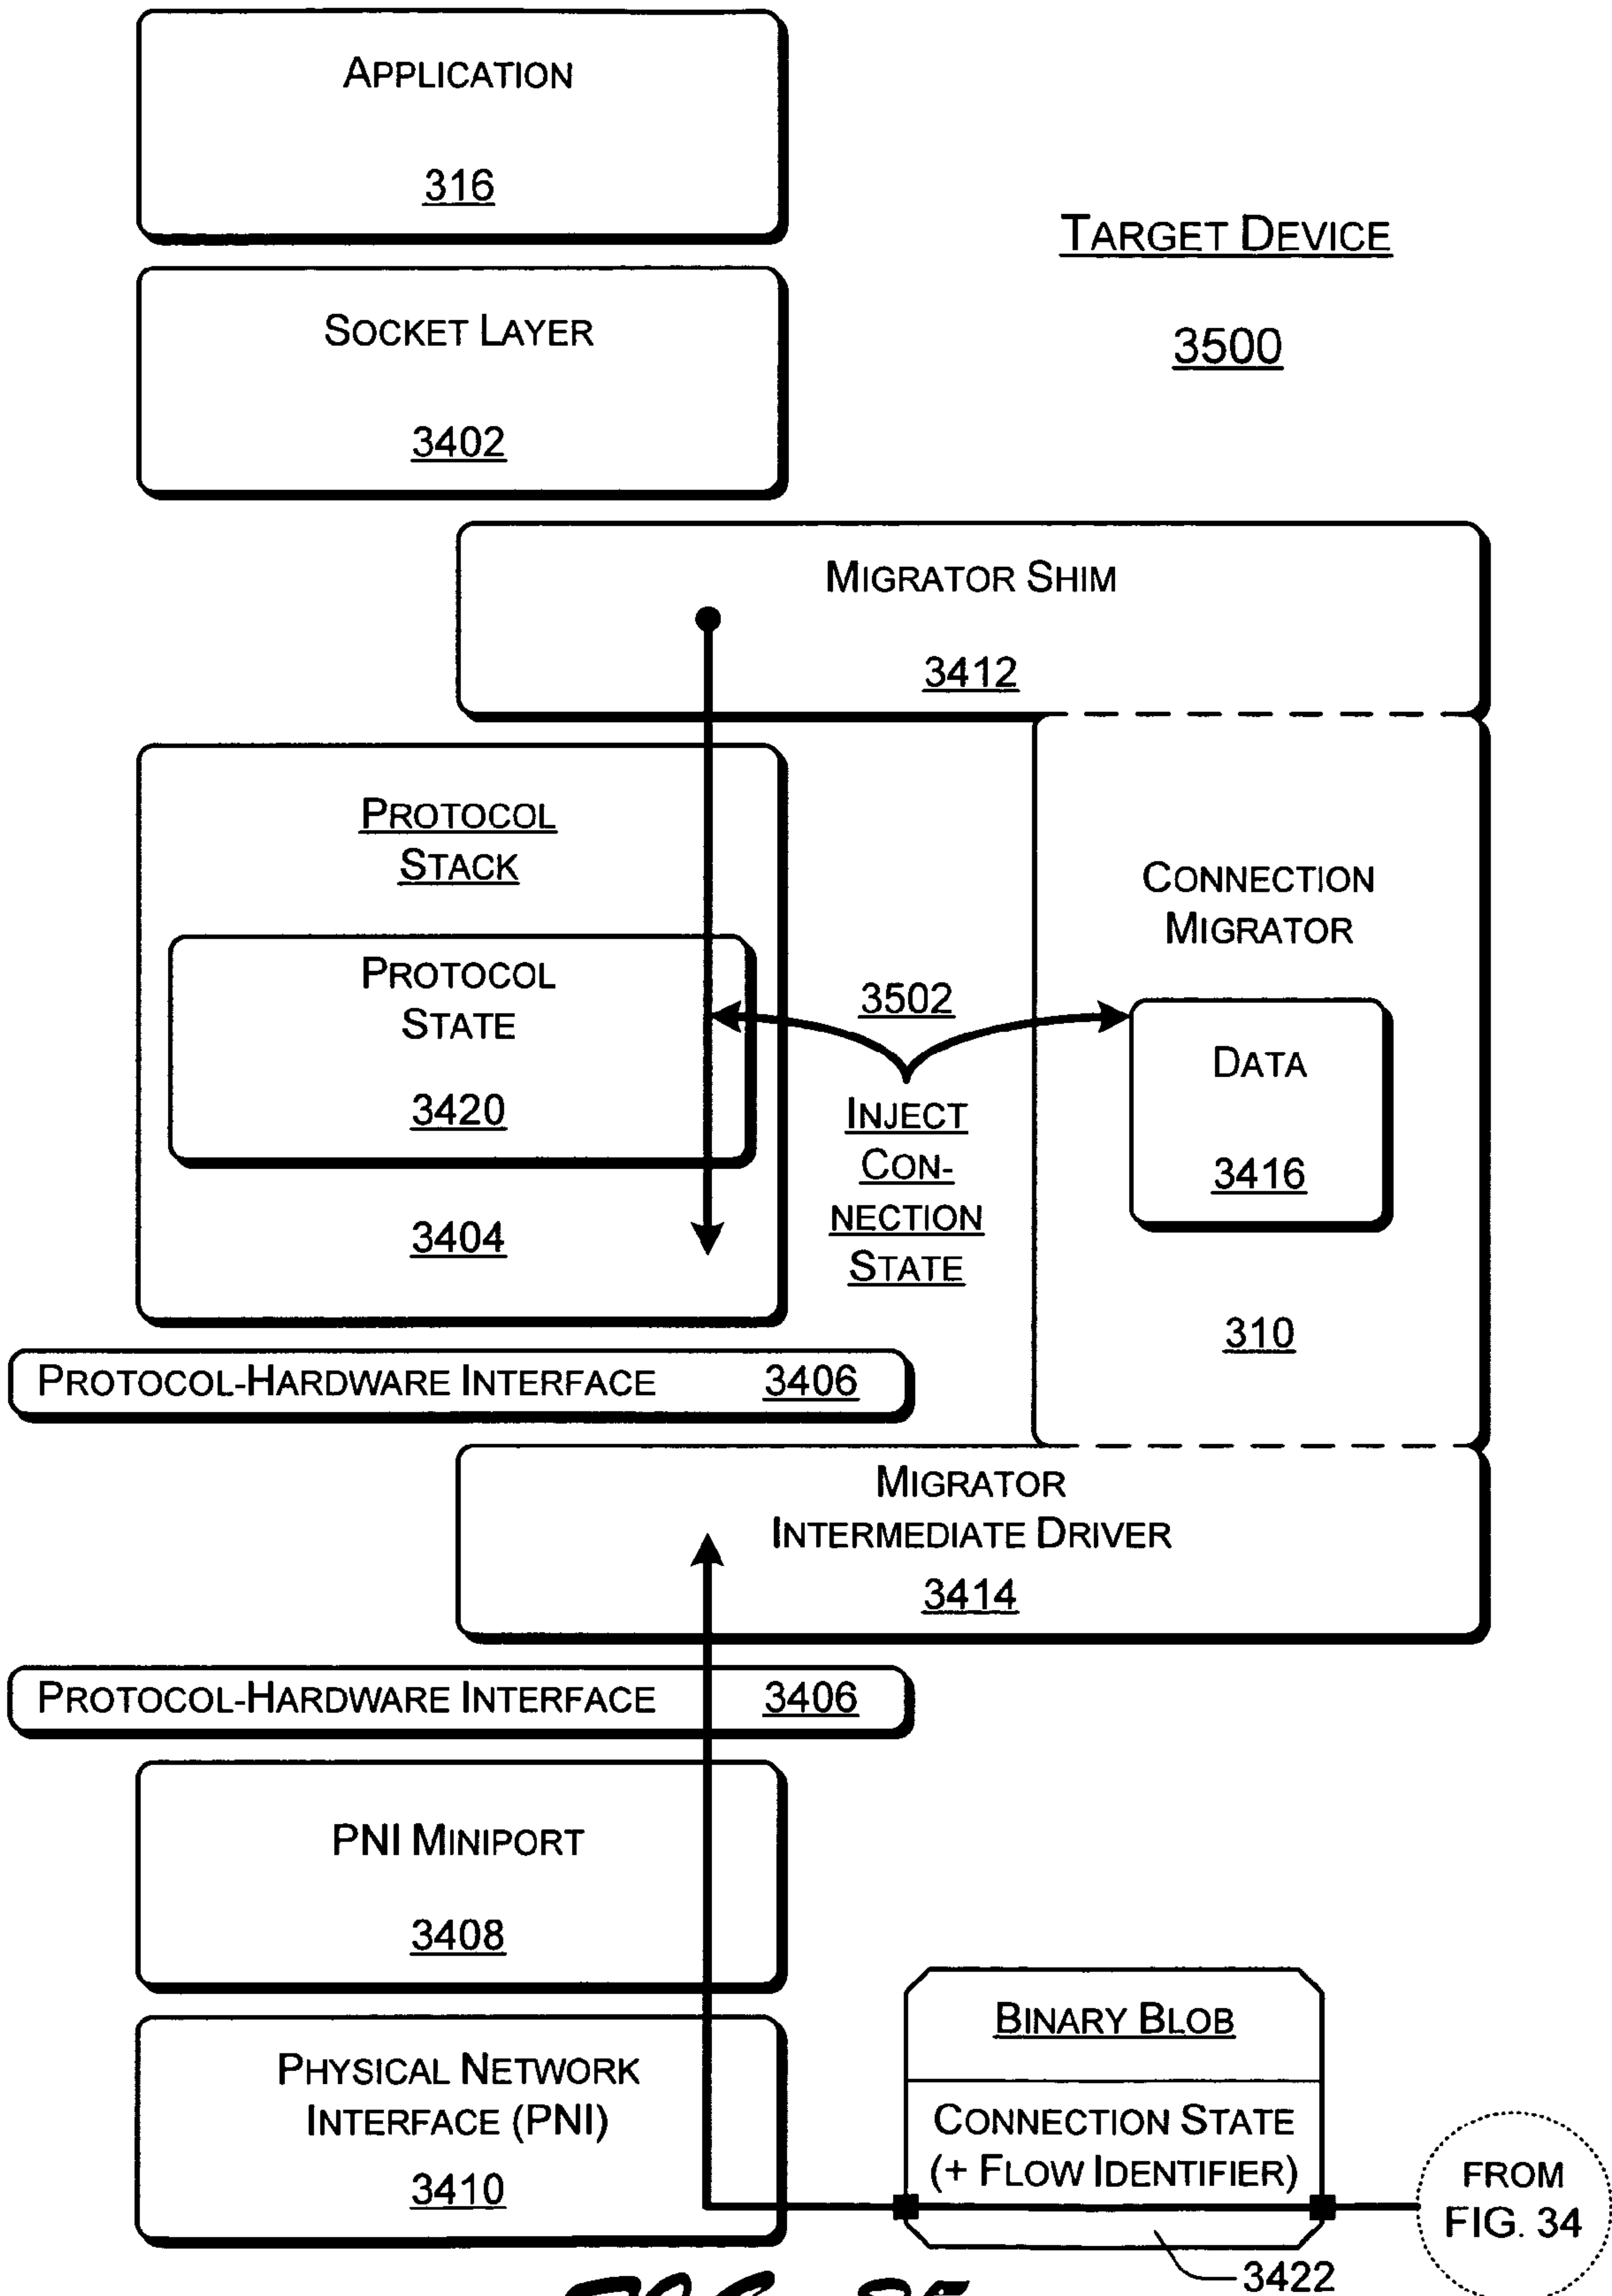 APPLICATION
316
TARGET DEVICE
3500
SOCKET LAYER
3402
MIGRATOR SHIM
3412
PROTOCOL
STACK
PROTOCOL
STATE
3420
3404
3502
INJECT
CON-
NECTION
STATE
CONNECTION
MIGRATOR
DATA
3416
310
PROTOCOL-HARDWARE INTERFACE 3406
MIGRATOR
INTERMEDIATE DRIVER
3414
PROTOCOL-HARDWARE INTERFACE 3406
PNI MINIPORT
3408
PHYSICAL NETWORK
INTERFACE (PNI)
3410
BINARY BLOB
CONNECTION STATE
(+ FLOW IDENTIFIER)
FROM
FIG. 34
3422